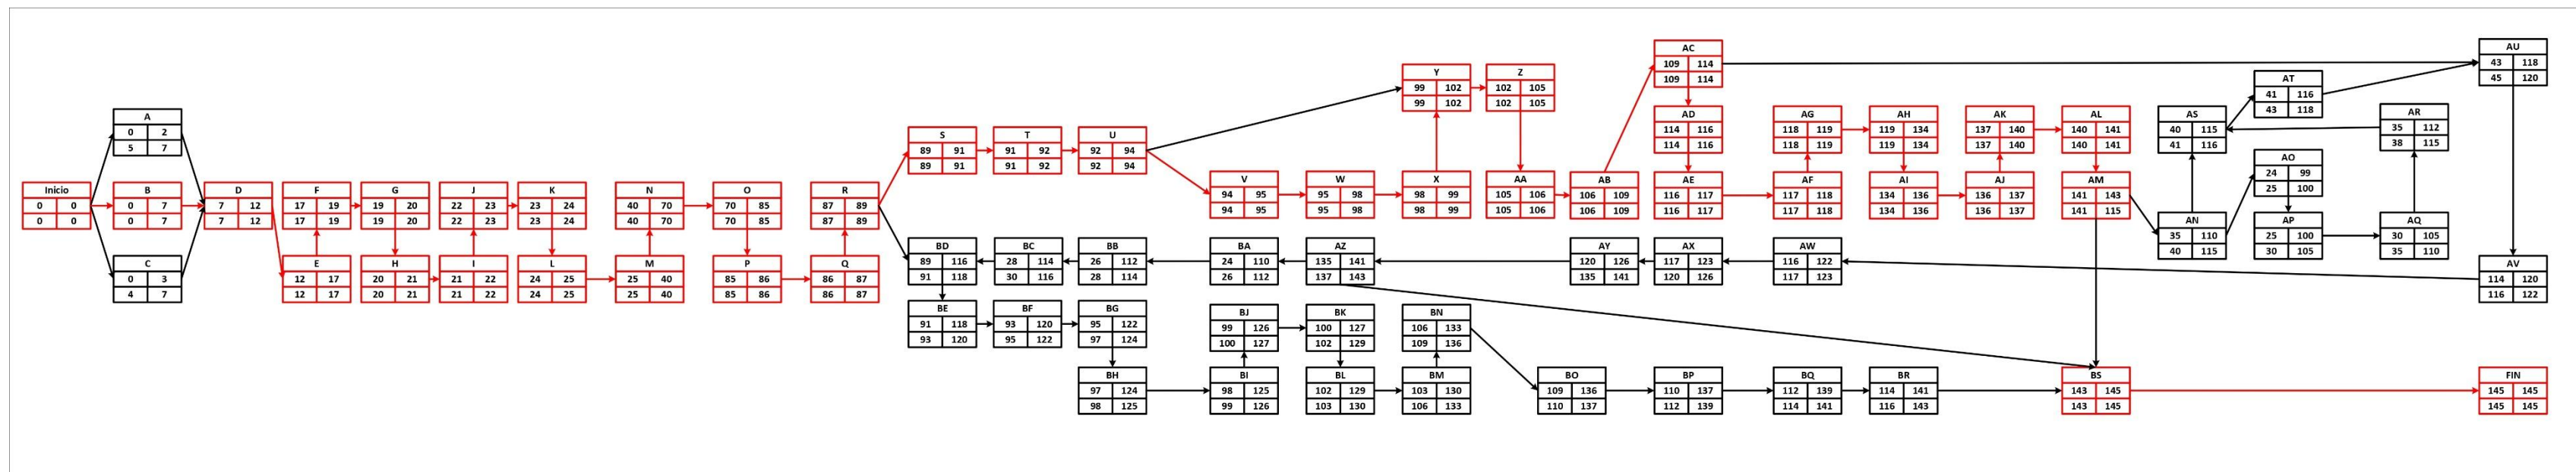 Inicio
0 0
0 0
A
0 2
5 7
B
0 7
0 7
C
0 3
4 7
D
7 12
7 12
F
17 19
17 19
E
12 17
12 17
G
19 20
19 20
H
20 21
20 21
J
22 23
22 23
I
21 22
21 22
K
23 24
23 24
L
24 25
24 25
N
40 70
40 70
M
25 40
25 40
O
70 85
70 85
P
85 86
85 86
R
87 89
87 89
Q
86 87
86 87
S
89 91
89 91
T
91 92
91 92
U
92 94
92 94
V
94 95
94 95
W
95 98
95 98
X
98 99
98 99
Y
99 102
99 102
Z
102 105
102 105
AA
105 106
105 106
AB
106 109
106 109
AC
109 114
109 114
AD
114 116
114 116
AE
116 117
116 117
AG
118 119
118 119
AF
117 118
117 118
AH
119 134
119 134
AI
134 136
134 136
AK
137 140
137 140
AJ
136 137
136 137
AL
140 141
140 141
AM
141 143
141 115
AS
40 115
41 116
AN
35 110
40 115
AT
41 116
43 118
AO
24 99
25 100
AP
25 100
30 105
AR
35 112
38 115
AQ
30 105
35 110
AU
43 118
45 120
AV
114 120
116 122
BD
89 116
91 118
BC
28 114
30 116
BB
26 112
28 114
BA
24 110
26 112
AZ
135 141
137 143
AY
120 126
135 141
AX
117 123
120 126
AW
116 122
117 123
BE
91 118
93 120
BF
93 120
95 122
BG
95 122
97 124
BH
97 124
98 125
BJ
99 126
100 127
BI
98 125
99 126
BK
100 127
102 129
BL
102 129
103 130
BN
106 133
109 136
BM
103 130
106 133
BO
109 136
110 137
BP
110 137
112 139
BQ
112 139
114 141
BR
114 141
116 143
BS
143 145
143 145
FIN
145 145
145 145